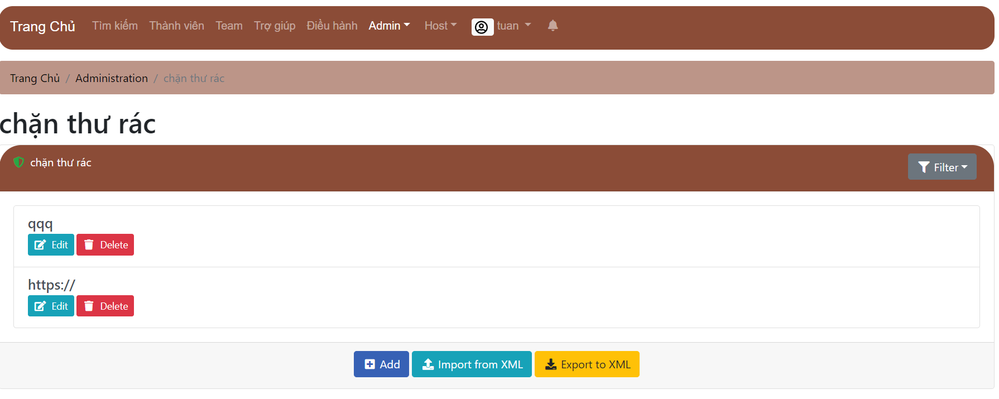 Trang Chủ Tìm kiếm Thành viên Team Trợ giúp Điều hành Admin Host tuan
Trang Chủ / Administration / chặn thư rác
chặn thư rác
chặn thư rác Filter
qqq
Edit Delete
https://
Edit Delete
Add Import from XML Export to XML